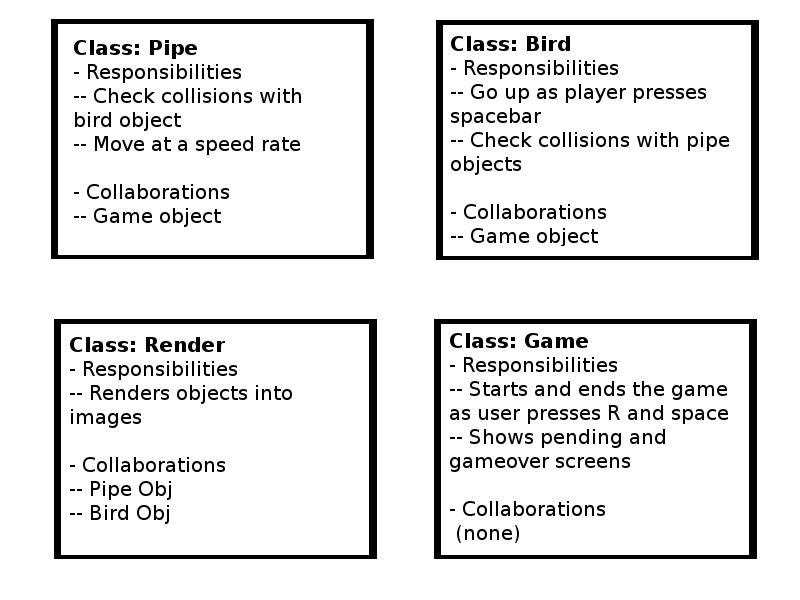 Class: Pipe
- Responsibilities
-- Check collisions with
bird object
-- Move at a speed rate
- Collaborations
-- Game object
Class: Bird
- Responsibilities
-- Go up as player presses
spacebar
-- Check collisions with pipe
objects
- Collaborations
-- Game object
Class: Render
- Responsibilities
-- Renders objects into
images
- Collaborations
-- Pipe Obj
-- Bird Obj
Class: Game
- Responsibilities
-- Starts and ends the game
as user presses R and space
-- Shows pending and
gameover screens
- Collaborations
(none)